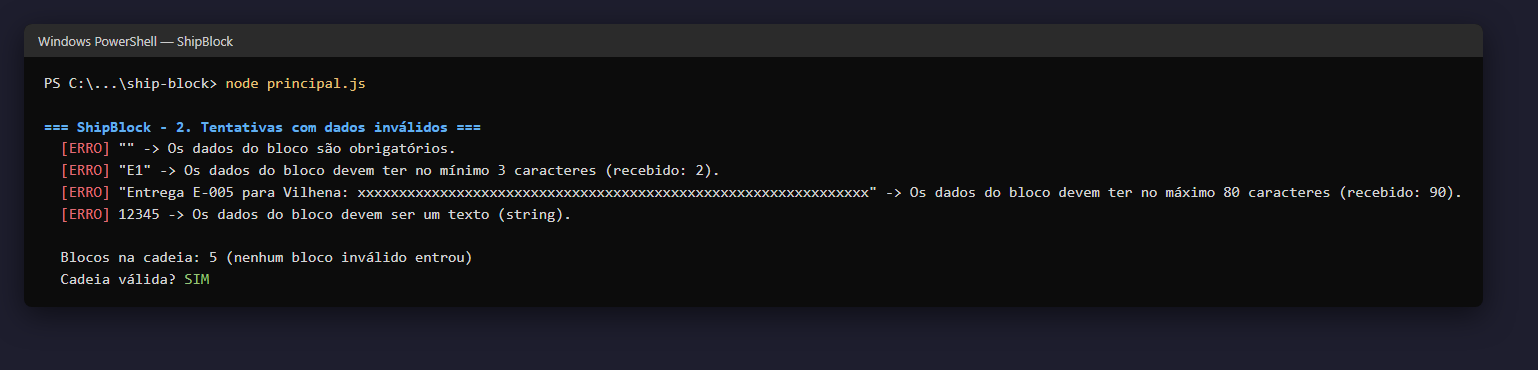 Windows PowerShell — ShipBlock
PS C:\...\ship-block> node principal.js
=== ShipBlock - 2. Tentativas com dados inválidos ===
[ERRO] "" -> Os dados do bloco são obrigatórios.
[ERRO] "E1" -> Os dados do bloco devem ter no mínimo 3 caracteres (recebido: 2).
[ERRO] "Entrega E-005 para Vilhena: xxxxxxxxxxxxxxxxxxxxxxxxxxxxxxxxxxxxxxxxxxxxxxxxxxxxxxxxxxxxxx" -> Os dados do bloco devem ter no máximo 80 caracteres (recebido: 90).
[ERRO] 12345 -> Os dados do bloco devem ser um texto (string).
Blocos na cadeia: 5 (nenhum bloco inválido entrou)
Cadeia válida? SIM